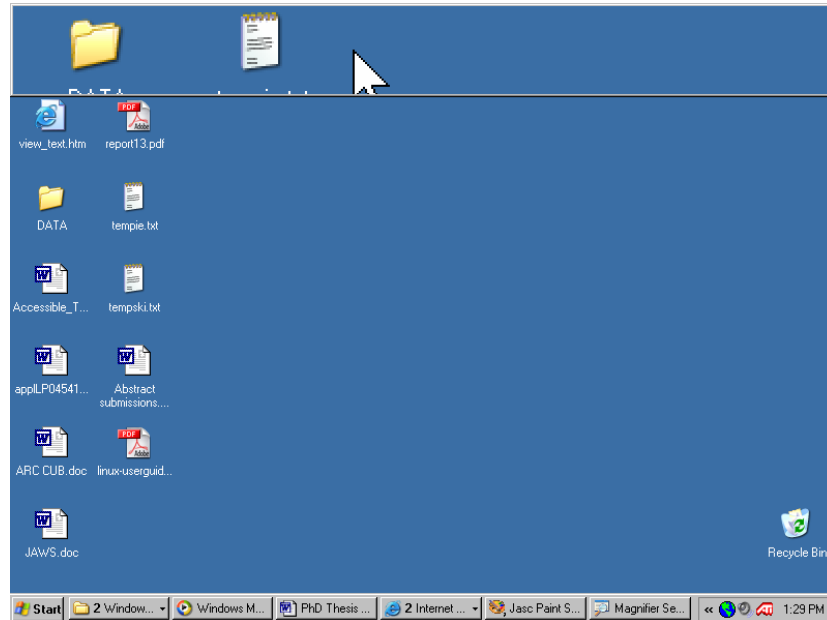 view_text.htm report13.pdf
DATA tempie.txt
Accessible_T... tempski.txt
applLP04541... Abstract
submissions....
ARC CUB.doc linux-userguid...
JAWS.doc Recycle Bin
Start 2 Window... Windows M... PhD Thesis ... 2 Internet ... Jasc Paint S... Magnifier Se... « 1:29 PM